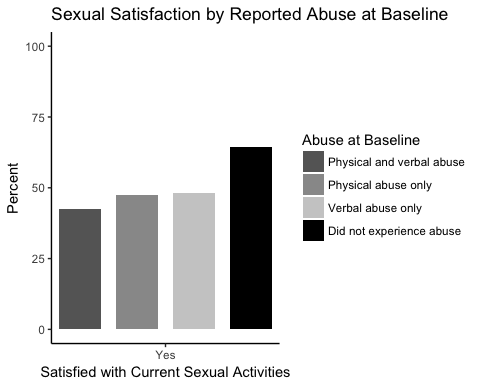 Sexual Satisfaction by Reported Abuse at Baseline
100
75
50
25
0
Percent
Yes
Satisfied with Current Sexual Activities
Abuse at Baseline
Physical and verbal abuse
Physical abuse only
Verbal abuse only
Did not experience abuse